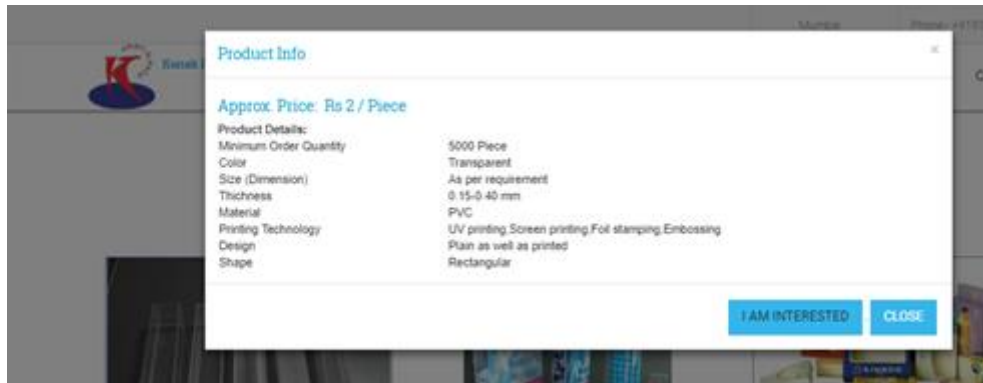 Mumbai
Product Info
×
Approx. Price: Rs 2 / Piece
Product Details:
Minimum Order Quantity 5000 Piece
Color Transparent
Size (Dimension) As per requirement
Thichness 0.15-0.40 mm
Material PVC
Printing Technology UV printing,Screen printing,Foil stamping,Embossing
Design Plain as well as printed
Shape Rectangular
I AM INTERESTED CLOSE